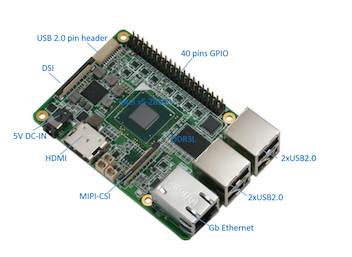 USB 2.0 pin header
40 pins GPIO
DSI
DDR3L
5V DC-IN
HDMI
2xUSB2.0
MIPI-CSI
2xUSB2.0
Gb Ethernet